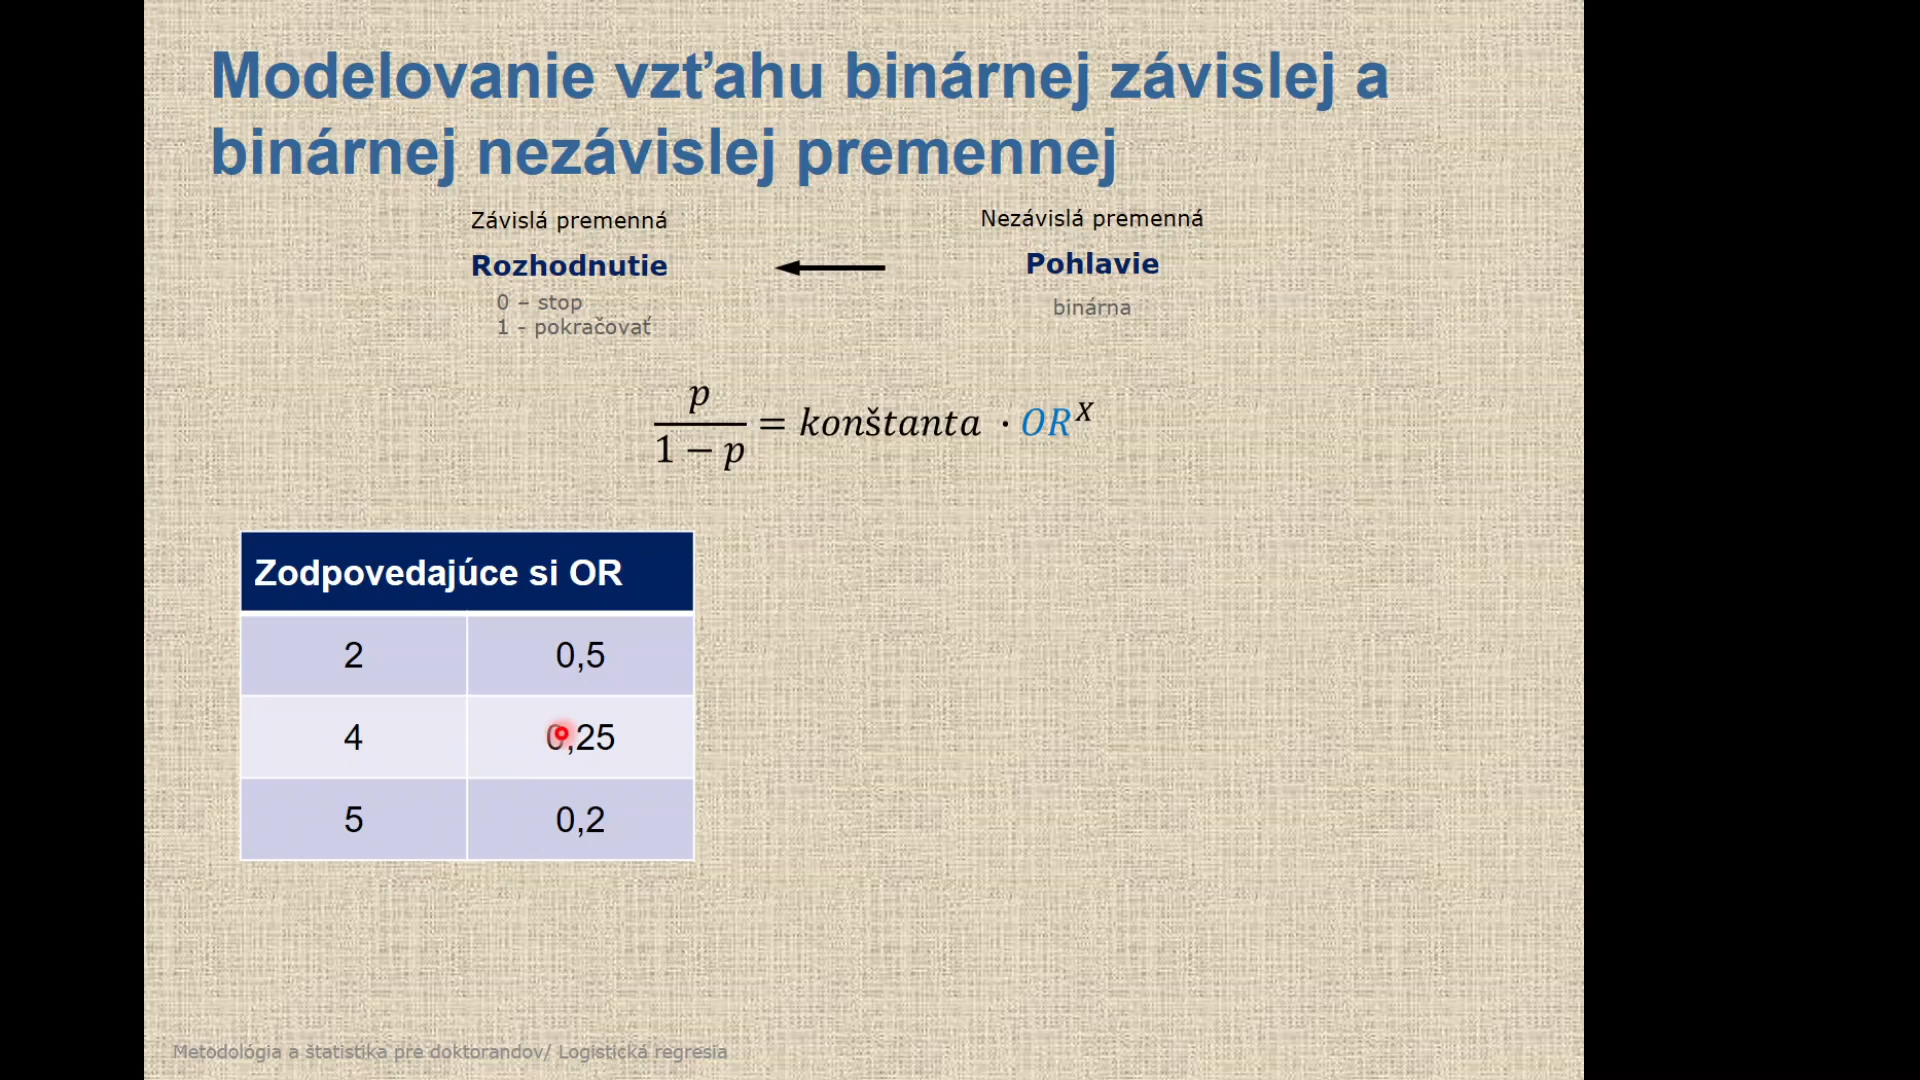 Modelovanie vzťahu binárnej závislej a
binárnej nezávislej premennej
Závislá premenná
Nezávislá premenná
Rozhodnutie
Pohlavie
0 – stop
1 - pokračovať
binárna
p
1 − p
= konštanta · OR^X
Zodpovedajúce si OR
2 0,5
4 0,25
5 0,2
Metodológia a štatistika pre doktorandov/ Logistická regresia